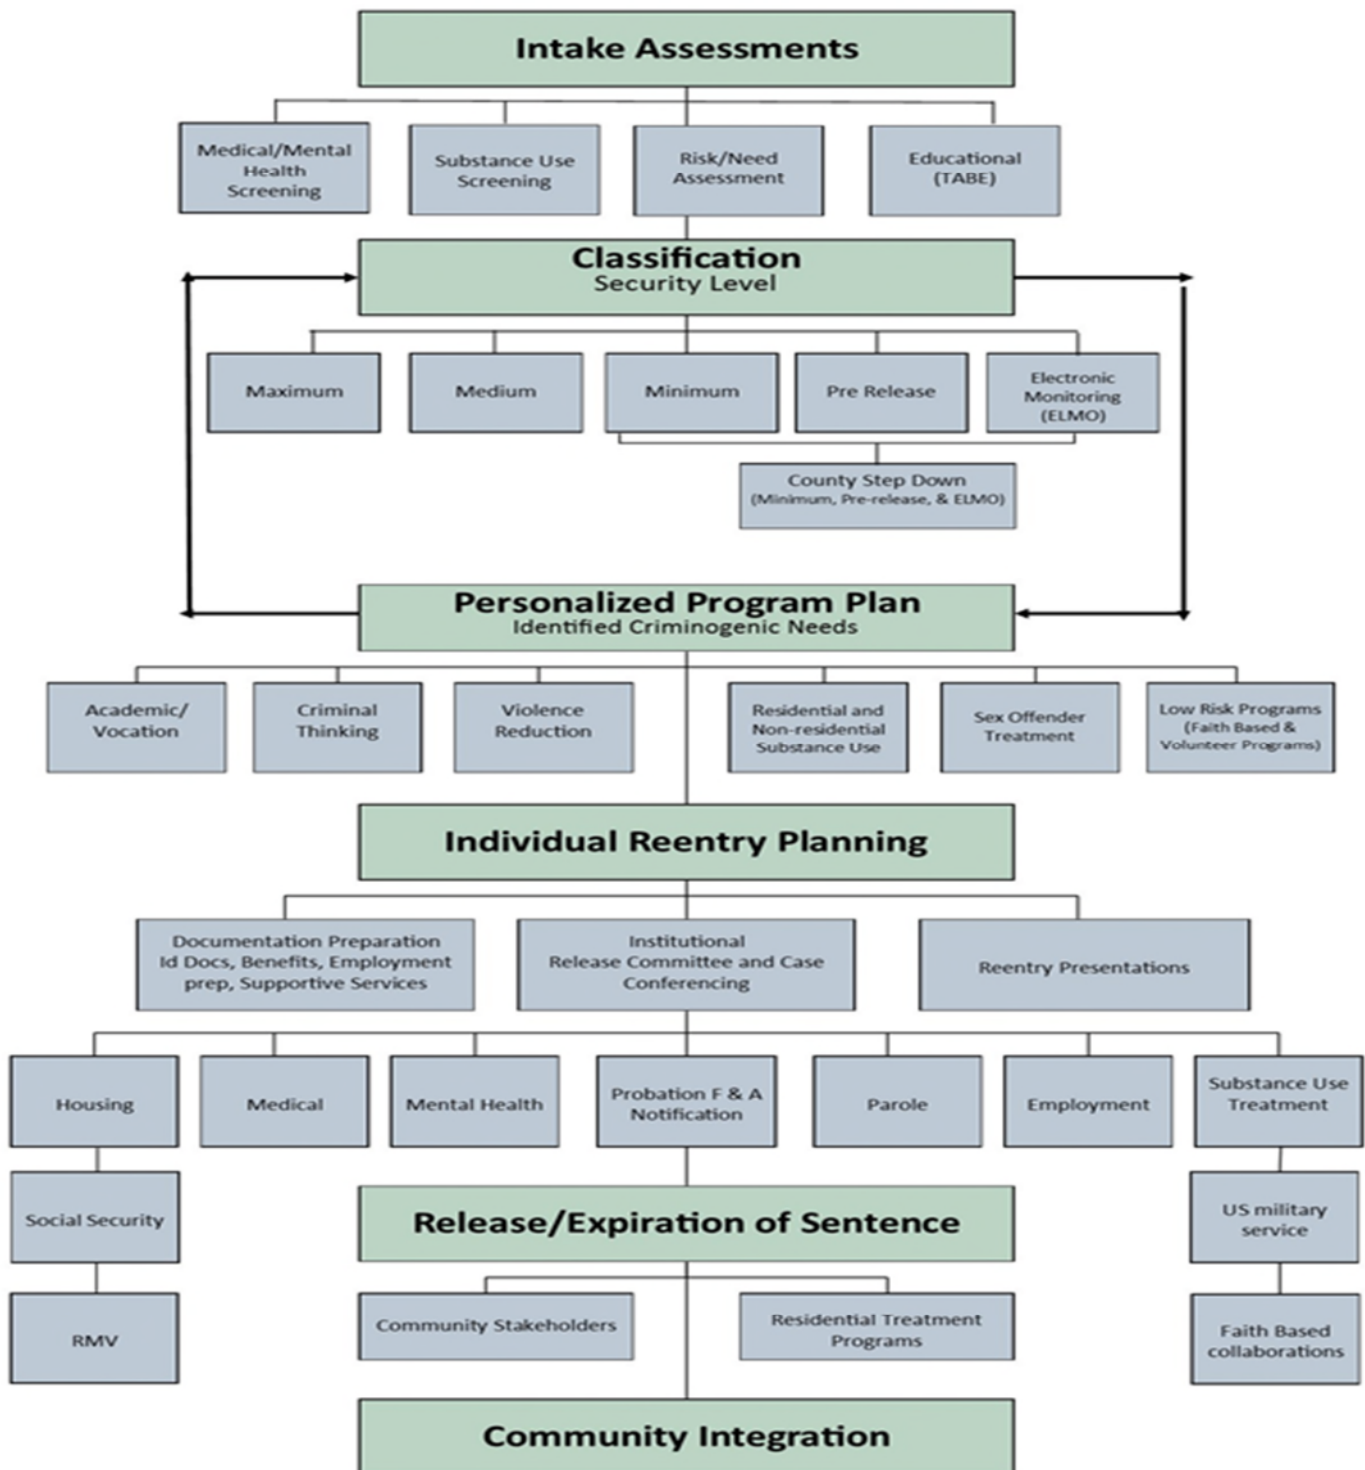 Intake Assessments
Medical/Mental
Health
Screening
Substance Use
Screening
Risk/Need
Assessment
Educational
(TABE)
Classification
Security Level
Maximum
Medium
Minimum
Pre Release
Electronic
Monitoring
(ELMO)
County Step Down
(Minimum, Pre-release, & ELMO)
Personalized Program Plan
Identified Criminogenic Needs
Academic/
Vocation
Criminal
Thinking
Violence
Reduction
Residential and
Non-residential
Substance Use
Sex Offender
Treatment
Low Risk Programs
(Faith Based &
Volunteer Programs)
Individual Reentry Planning
Documentation Preparation
Id Docs, Benefits, Employment
prep, Supportive Services
Institutional
Release Committee and Case
Conferencing
Reentry Presentations
Housing
Medical
Mental Health
Probation F & A
Notification
Parole
Employment
Substance Use
Treatment
Social Security
US military
service
Release/Expiration of Sentence
RMV
Community Stakeholders
Residential Treatment
Programs
Faith Based
collaborations
Community Integration